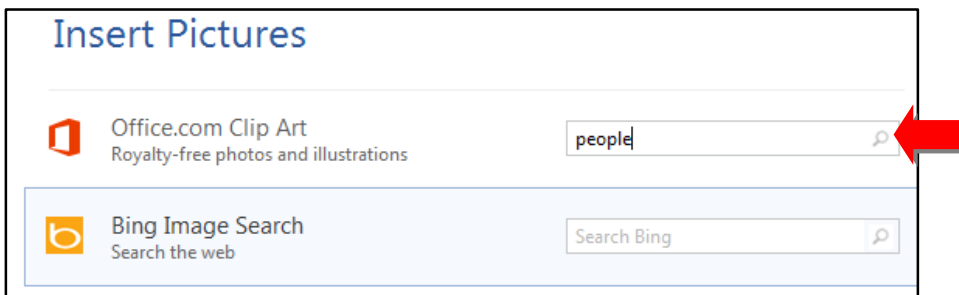 Insert Pictures
Office.com Clip Art
people
Royalty-free photos and illustrations
Bing Image Search
Search Bing
Search the web